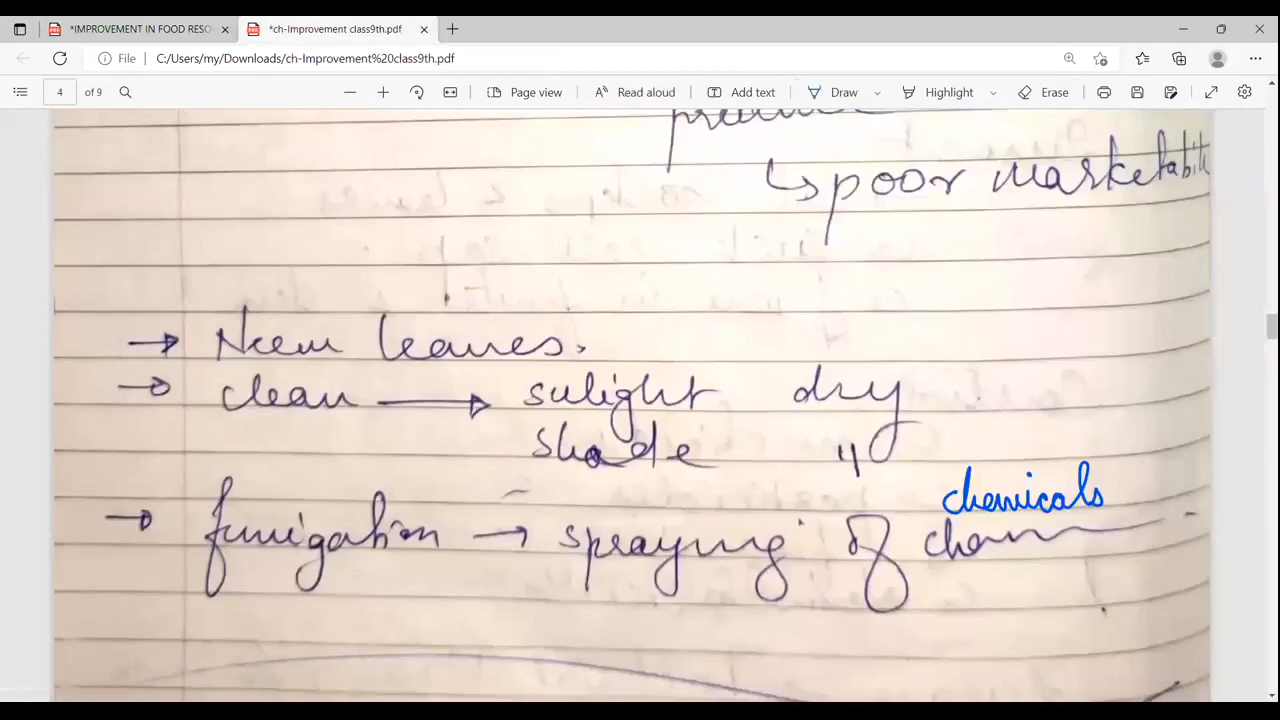 *IMPROVEMENT IN FOOD RESO
*ch-Improvement class9th.pdf
File C:/Users/my/Downloads/ch-Improvement%20class9th.pdf
4 of 9 Page view Read aloud Add text Draw Highlight Erase
↳ poor marketabilit
→ Neem leaves.
→ clean → sulight dry
shade "
chemicals
→ fumigation → spraying of chem